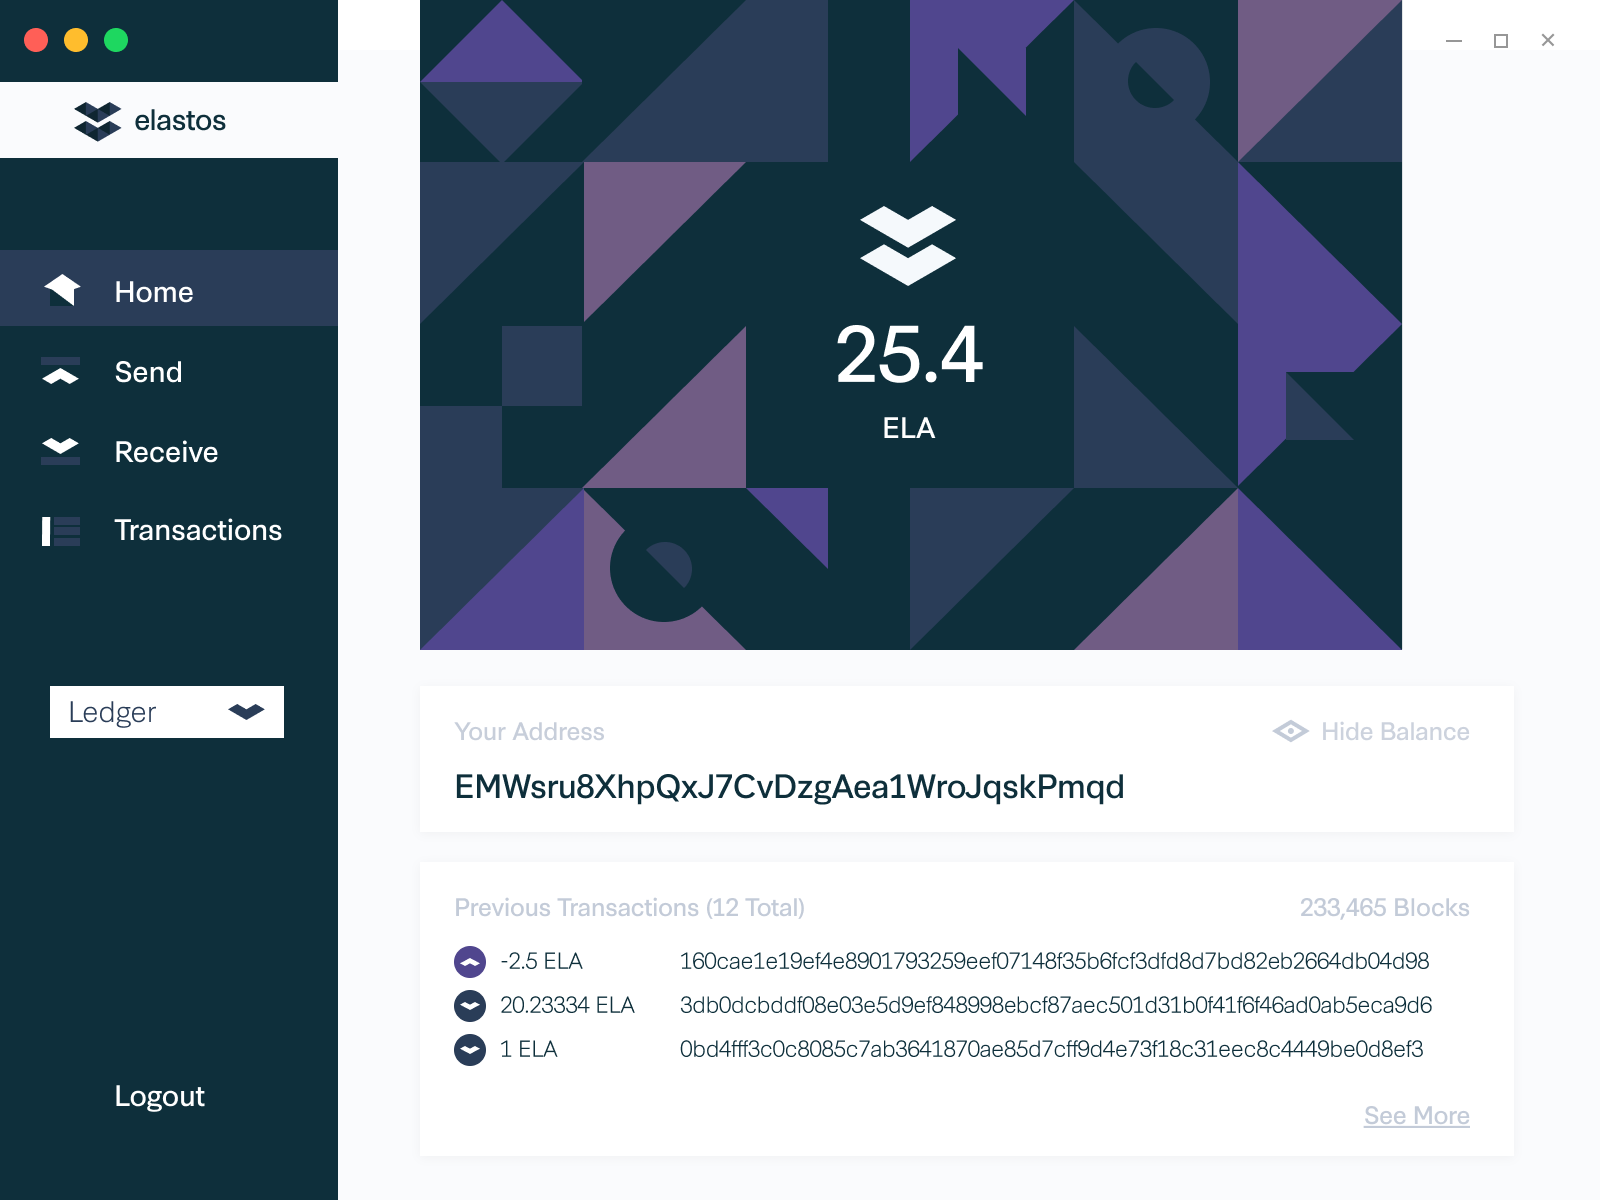 elastos
Home
Send
Receive
Transactions
Ledger
Logout
25.4
ELA
Your Address
Hide Balance
EMWsru8XhpQxJ7CvDzgAea1WroJqskPmqd
Previous Transactions (12 Total)
233,465 Blocks
-2.5 ELA 160cae1e19ef4e8901793259eef07148f35b6fcf3dfd8d7bd82eb2664db04d98
20.23334 ELA 3db0dcbddf08e03e5d9ef848998ebcf87aec501d31b0f41f6f46ad0ab5eca9d6
1 ELA 0bd4fff3c0c8085c7ab3641870ae85d7cff9d4e73f18c31eec8c4449be0d8ef3
See More